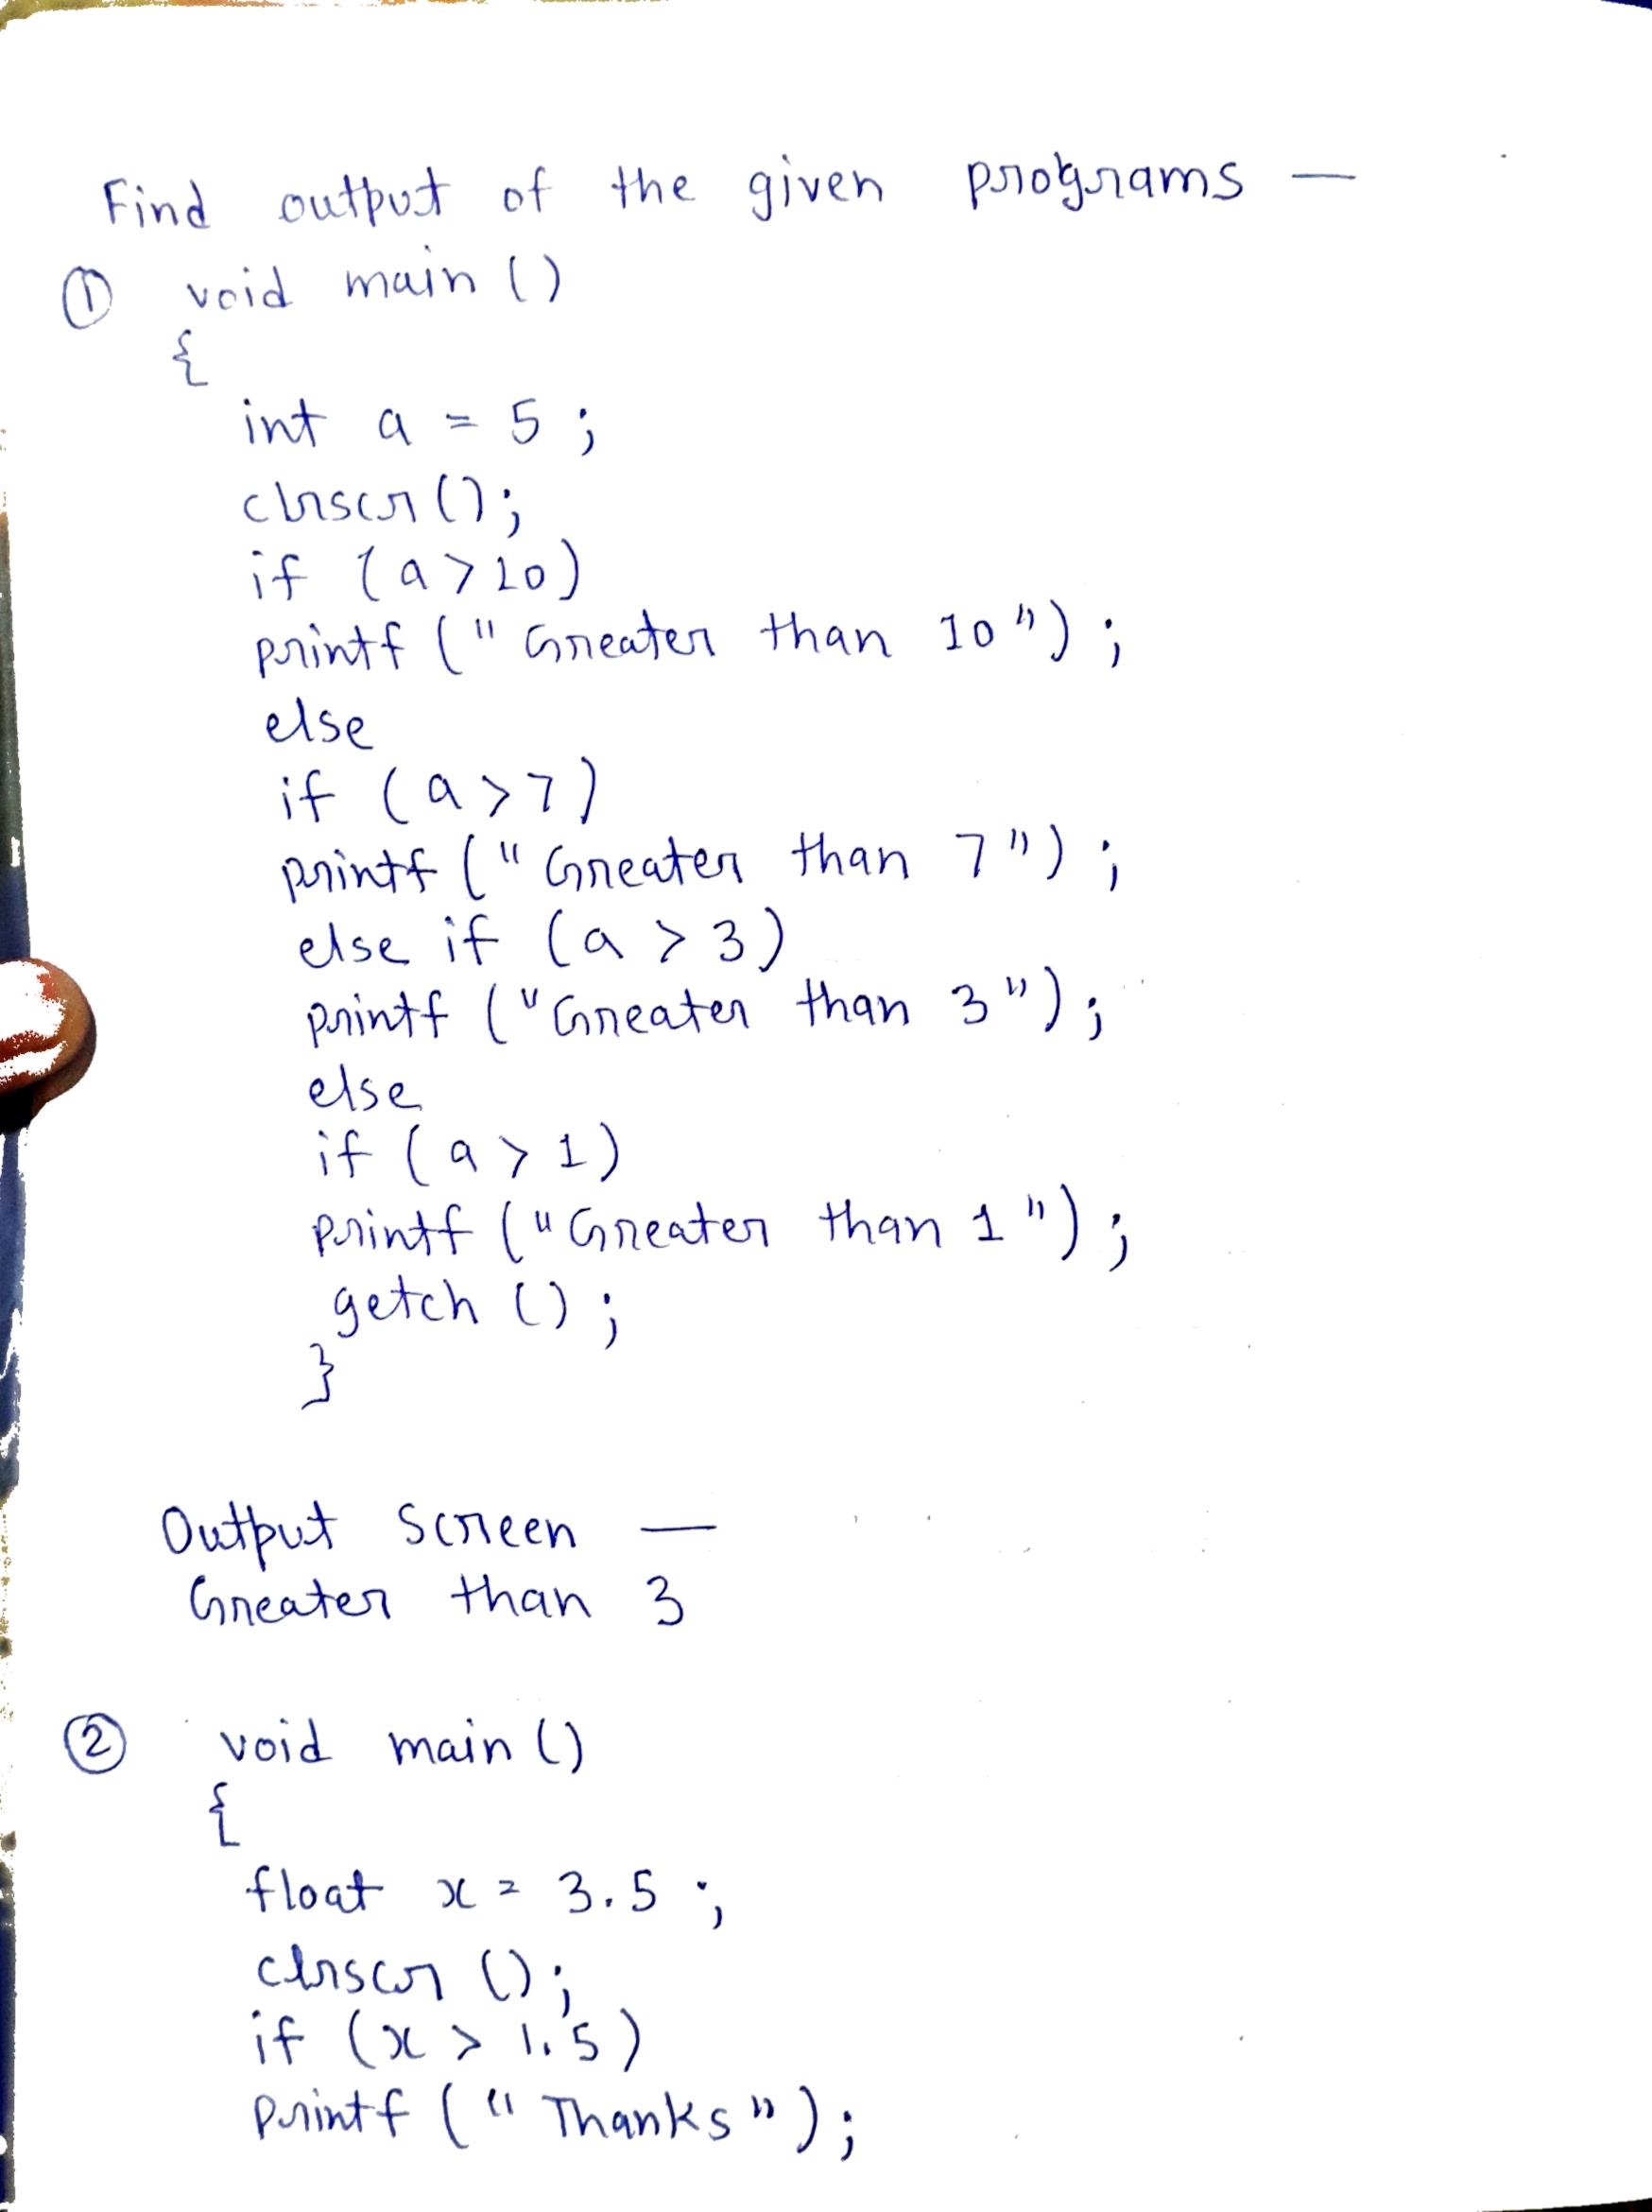 Find output of the given programs —
① void main ()
{
int a = 5 ;
clrscr ();
if (a > 10)
printf (" Greater than 10 ") ;
else
if (a > 7)
printf (" Greater than 7 ") ;
else if (a > 3)
printf (" Greater than 3 ") ;
else
if (a > 1)
printf (" Greater than 1 ") ;
getch () ;
}
Output Screen —
Greater than 3
② void main ()
{
float x = 3.5 ;
clrscr () ;
if (x > 1.5)
printf (" Thanks ") ;